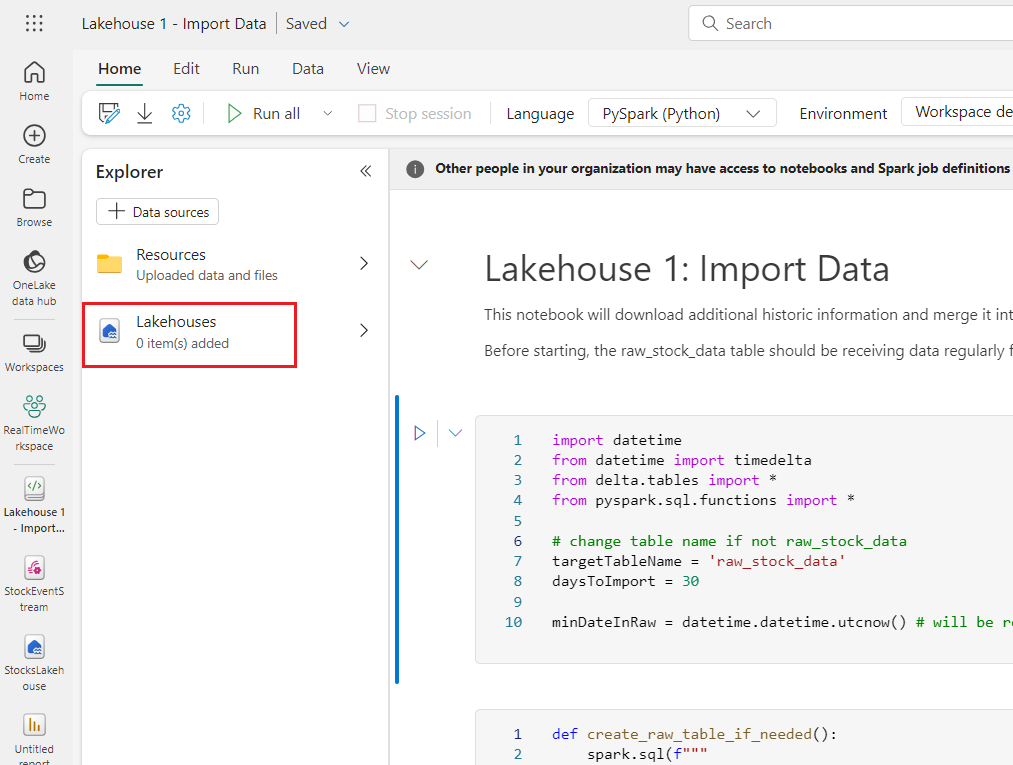 Lakehouse 1 - Import Data
Saved
Search
Home
Edit
Run
Data
View
Run all
Stop session
Language
PySpark (Python)
Environment
Workspace de
Home
Create
Browse
OneLake
data hub
Workspaces
RealTimeWo
rkspace
Lakehouse 1
- Import...
StockEventS
tream
StocksLakeh
ouse
Untitled
report
Explorer
Data sources
Resources
Uploaded data and files
Lakehouses
0 item(s) added
Other people in your organization may have access to notebooks and Spark job definitions
Lakehouse 1: Import Data
This notebook will download additional historic information and merge it int
Before starting, the raw_stock_data table should be receiving data regularly f
1 import datetime
2 from datetime import timedelta
3 from delta.tables import *
4 from pyspark.sql.functions import *
5
6 # change table name if not raw_stock_data
7 targetTableName = 'raw_stock_data'
8 daysToImport = 30
9
10 minDateInRaw = datetime.datetime.utcnow() # will be re
1 def create_raw_table_if_needed():
2 spark.sql(f"""